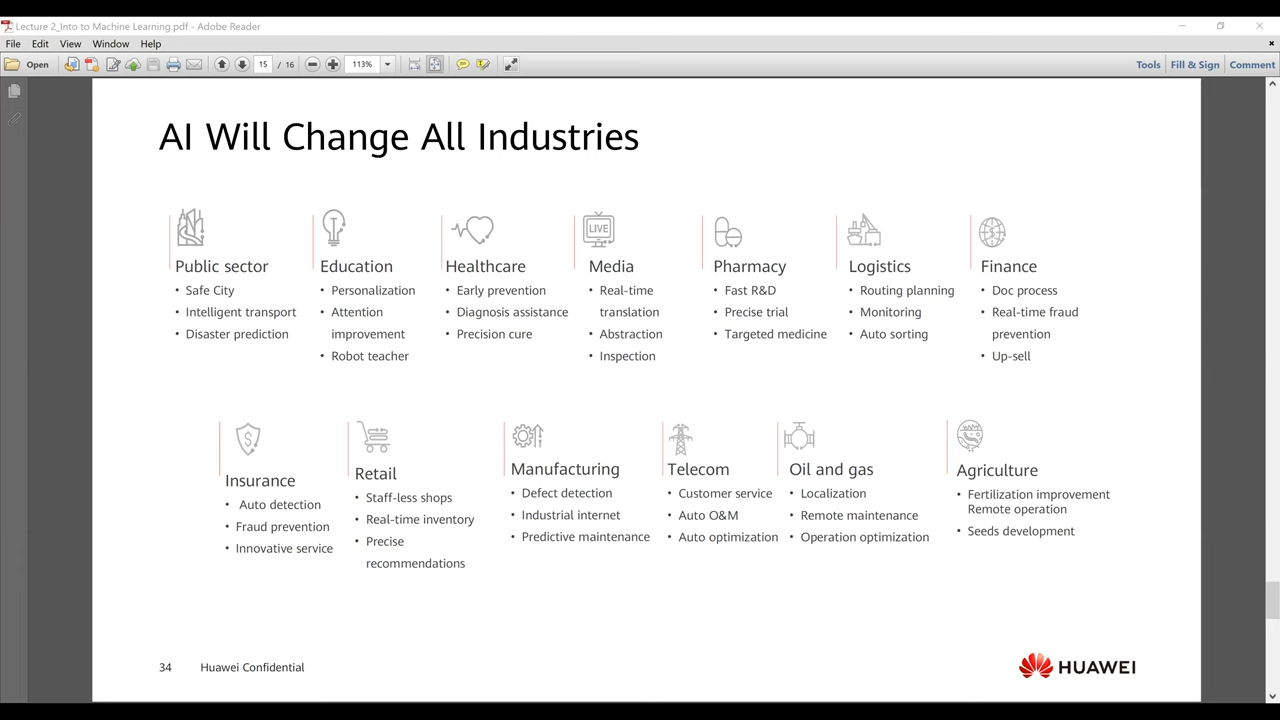 Lecture 2_Into to Machine Learning.pdf - Adobe Reader
File Edit View Window Help
Open 15 / 16 113% Tools Fill & Sign Comment
AI Will Change All Industries
Public sector
• Safe City
• Intelligent transport
• Disaster prediction
Education
• Personalization
• Attention
improvement
• Robot teacher
Healthcare
• Early prevention
• Diagnosis assistance
• Precision cure
LIVE
Media
• Real-time
translation
• Abstraction
• Inspection
Pharmacy
• Fast R&D
• Precise trial
• Targeted medicine
Logistics
• Routing planning
• Monitoring
• Auto sorting
$
Finance
• Doc process
• Real-time fraud
prevention
• Up-sell
$
Insurance
• Auto detection
• Fraud prevention
• Innovative service
Retail
• Staff-less shops
• Real-time inventory
• Precise
recommendations
Manufacturing
• Defect detection
• Industrial internet
• Predictive maintenance
Telecom
• Customer service
• Auto O&M
• Auto optimization
Oil and gas
• Localization
• Remote maintenance
• Operation optimization
Agriculture
• Fertilization improvement
Remote operation
• Seeds development
34 Huawei Confidential
HUAWEI